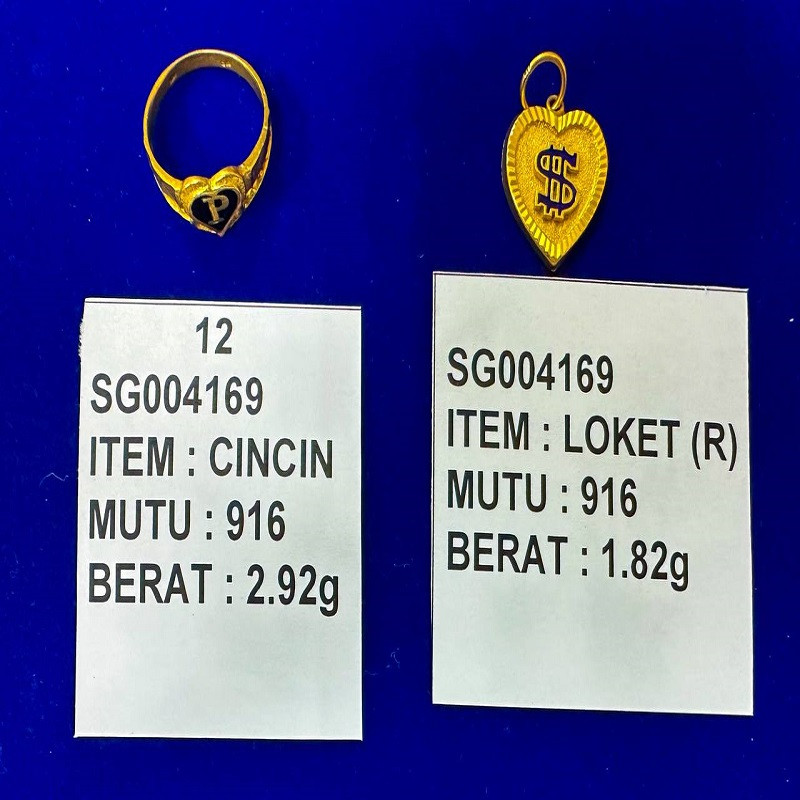 P
$
12
SG004169
ITEM : CINCIN
MUTU : 916
BERAT : 2.92g
SG004169
ITEM : LOKET (R)
MUTU : 916
BERAT : 1.82g